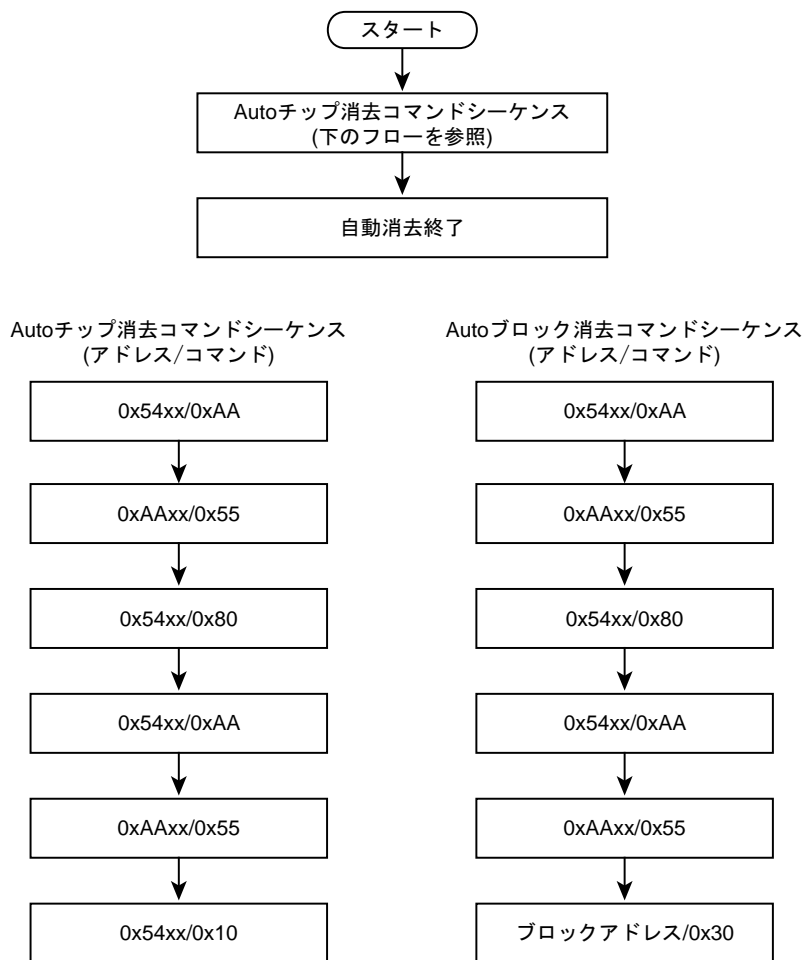 スタート
Autoチップ消去コマンドシーケンス
(下のフローを参照)
自動消去終了
Autoチップ消去コマンドシーケンス
(アドレス/コマンド)
0x54xx/0xAA
0xAAxx/0x55
0x54xx/0x80
0x54xx/0xAA
0xAAxx/0x55
0x54xx/0x10
Autoブロック消去コマンドシーケンス
(アドレス/コマンド)
0x54xx/0xAA
0xAAxx/0x55
0x54xx/0x80
0x54xx/0xAA
0xAAxx/0x55
ブロックアドレス/0x30